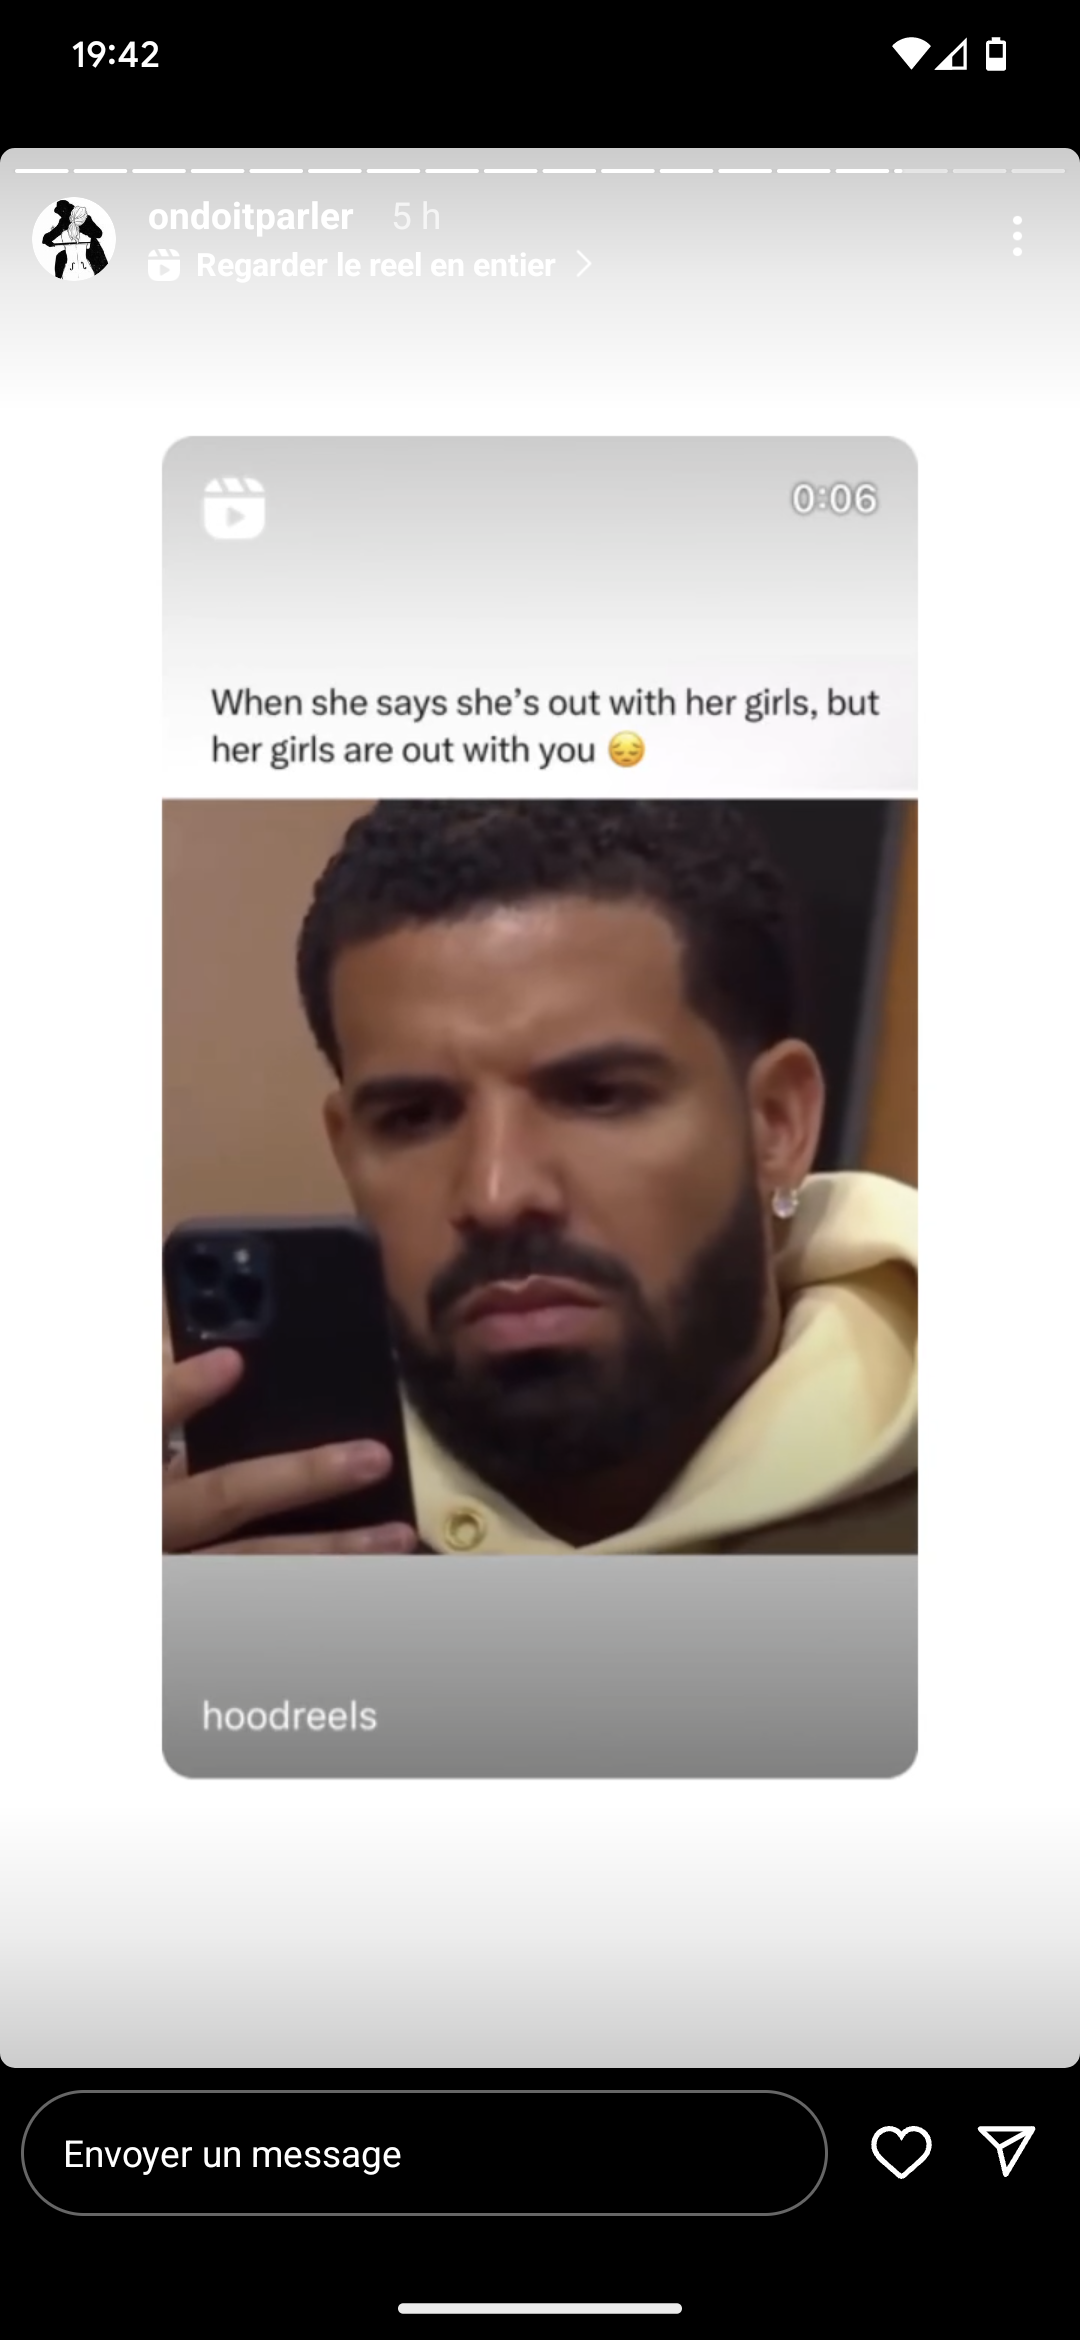 19:42
ondoitparler 5 h
Regarder le reel en entier
0:06
When she says she’s out with her girls, but
her girls are out with you 😔
hoodreels
Envoyer un message